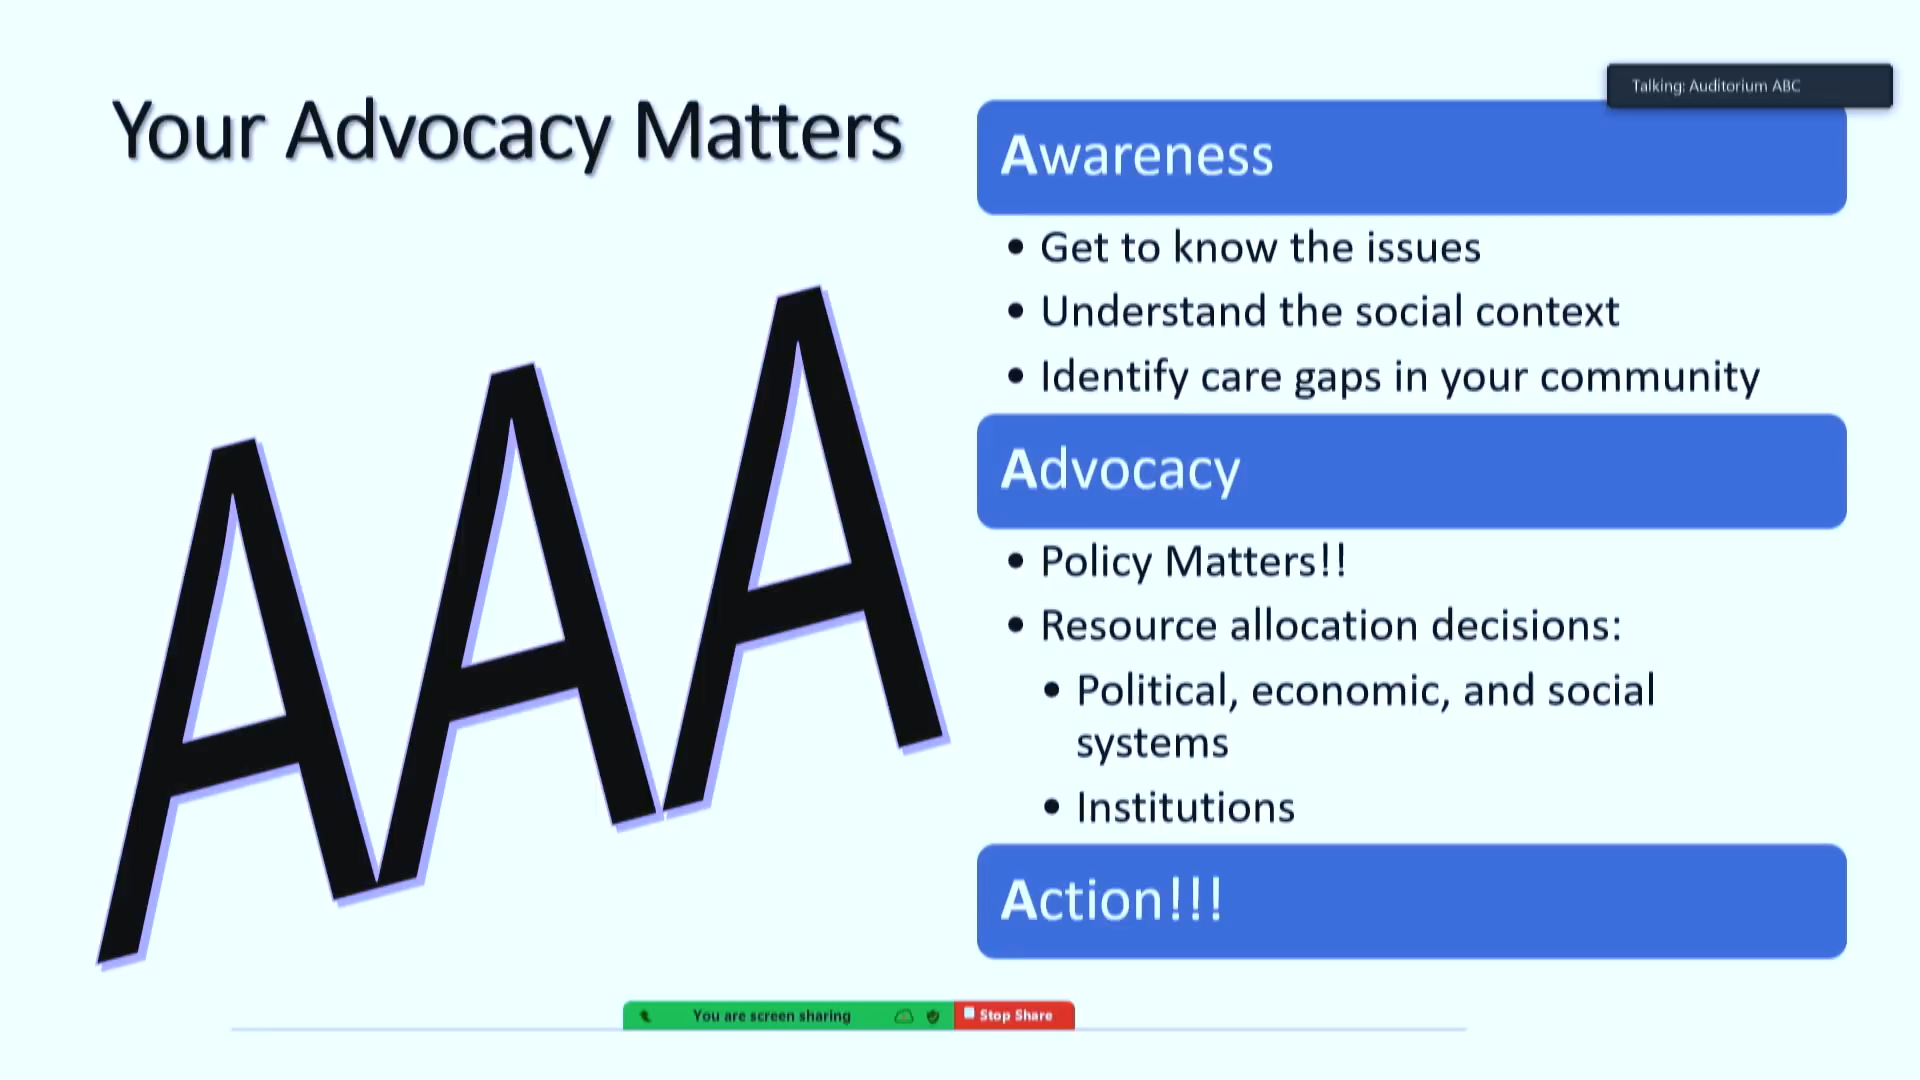 Your Advocacy Matters
AAA
Talking: Auditorium ABC
Awareness
• Get to know the issues
• Understand the social context
• Identify care gaps in your community
Advocacy
• Policy Matters!!
• Resource allocation decisions:
• Political, economic, and social
systems
• Institutions
Action!!!
You are screen sharing
Stop Share